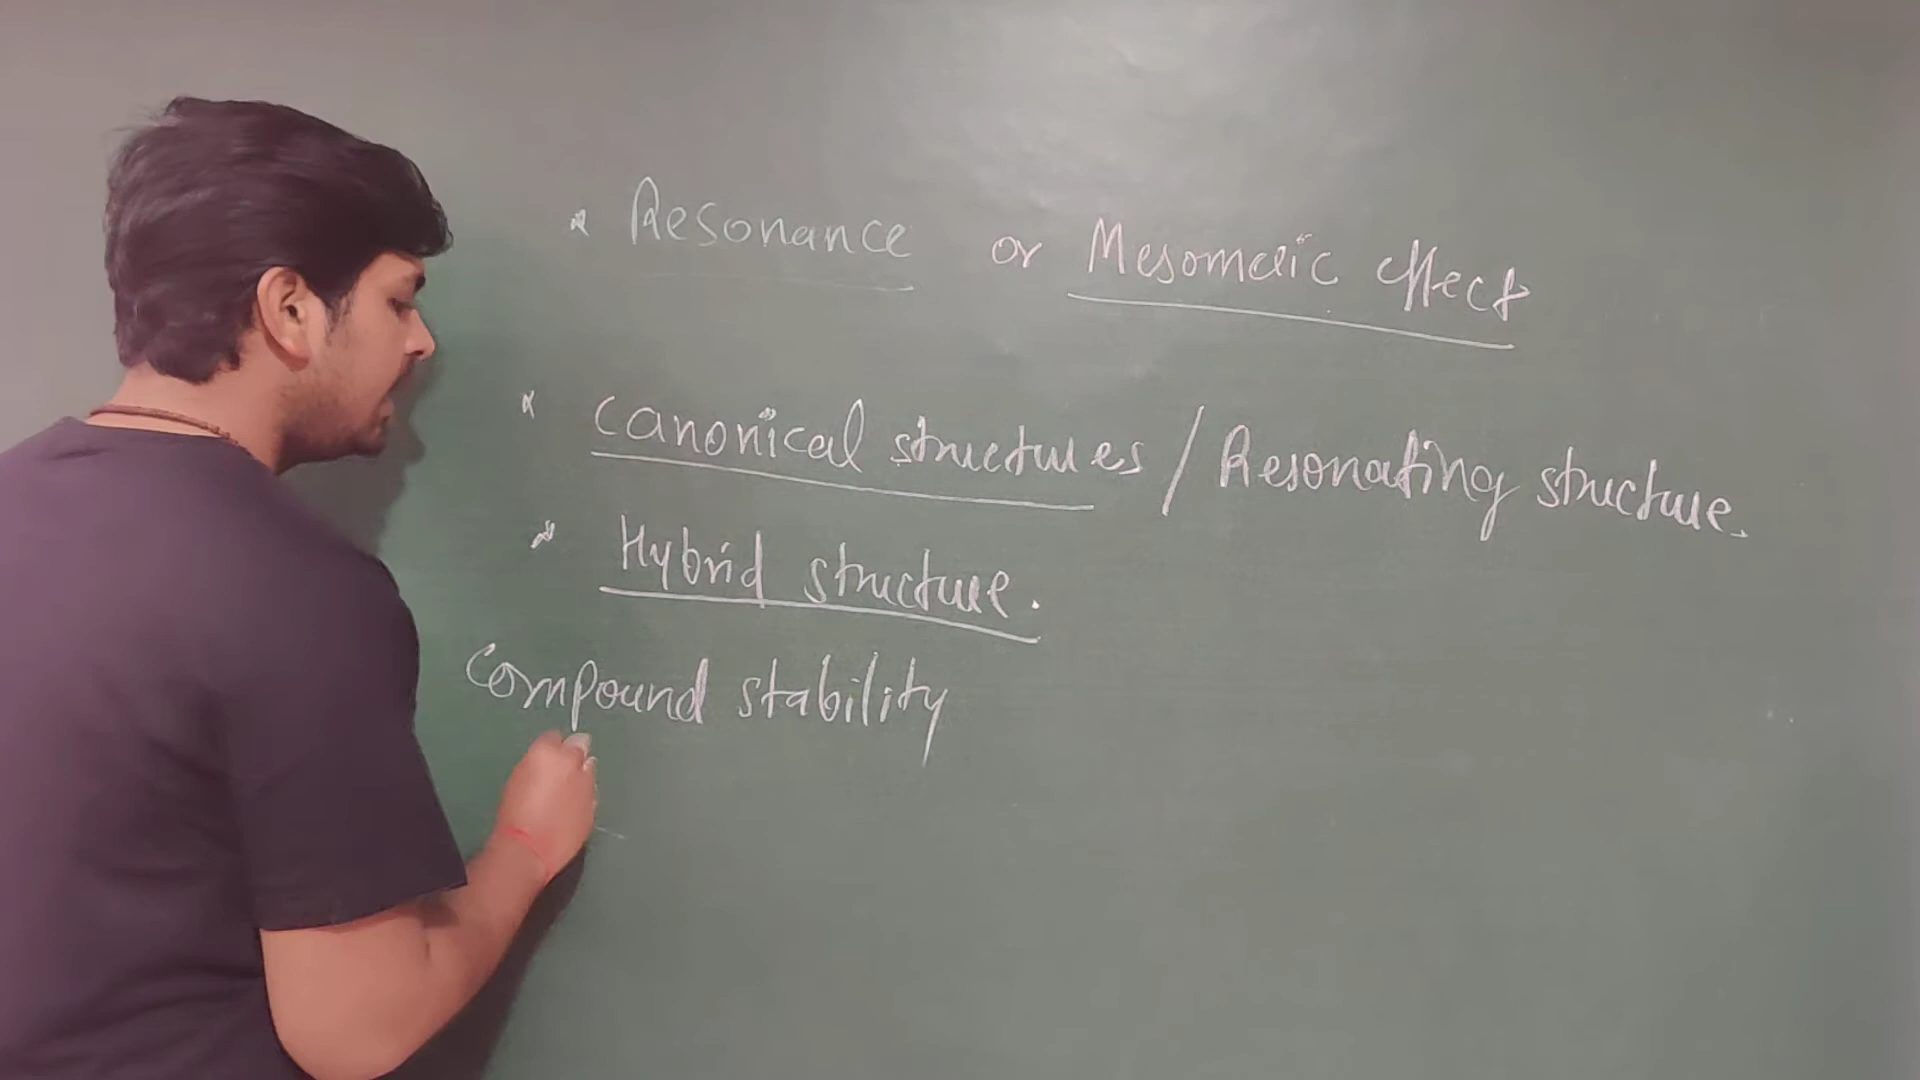 * Resonance or Mesomeric effect
* Canonical structures / Resonating structure.
* Hybrid structure.
Compound stability